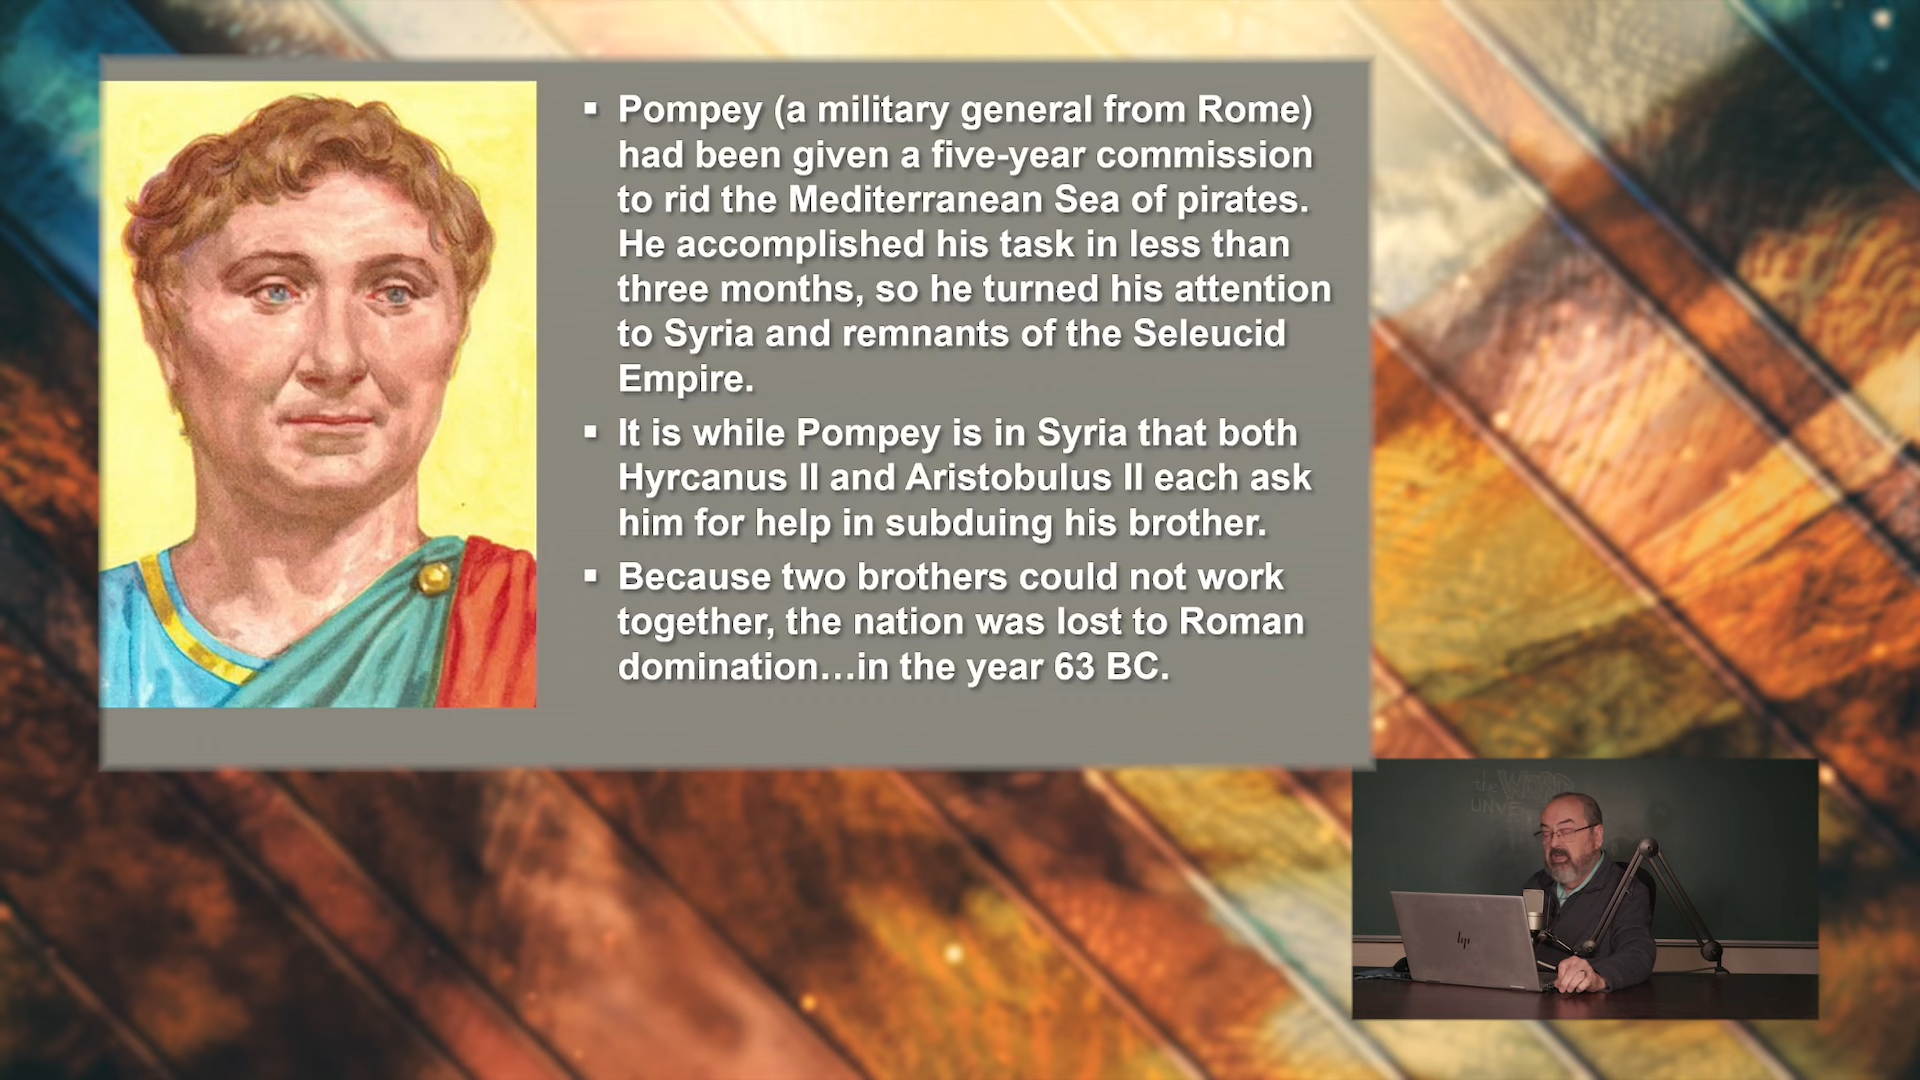 ▪ Pompey (a military general from Rome)
had been given a five-year commission
to rid the Mediterranean Sea of pirates.
He accomplished his task in less than
three months, so he turned his attention
to Syria and remnants of the Seleucid
Empire.
▪ It is while Pompey is in Syria that both
Hyrcanus II and Aristobulus II each ask
him for help in subduing his brother.
▪ Because two brothers could not work
together, the nation was lost to Roman
domination…in the year 63 BC.
the WORD
hp